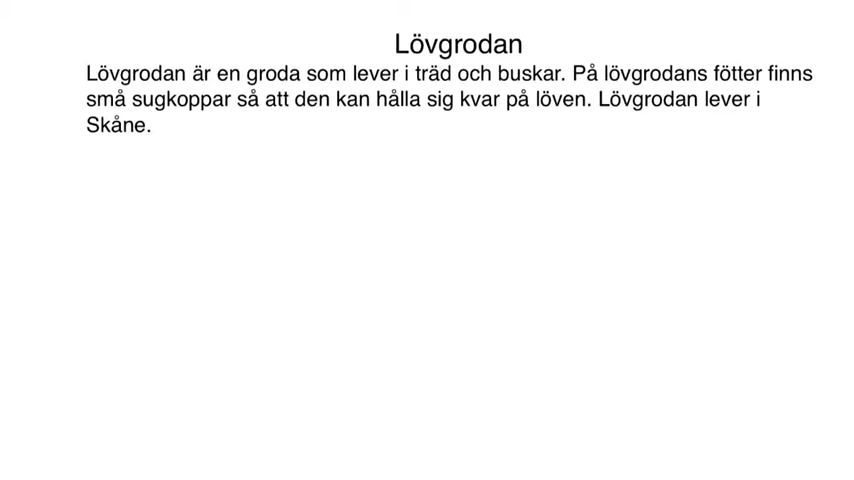 Lövgrodan
Lövgrodan är en groda som lever i träd och buskar. På lövgrodans fötter finns
små sugkoppar så att den kan hålla sig kvar på löven. Lövgrodan lever i
Skåne.